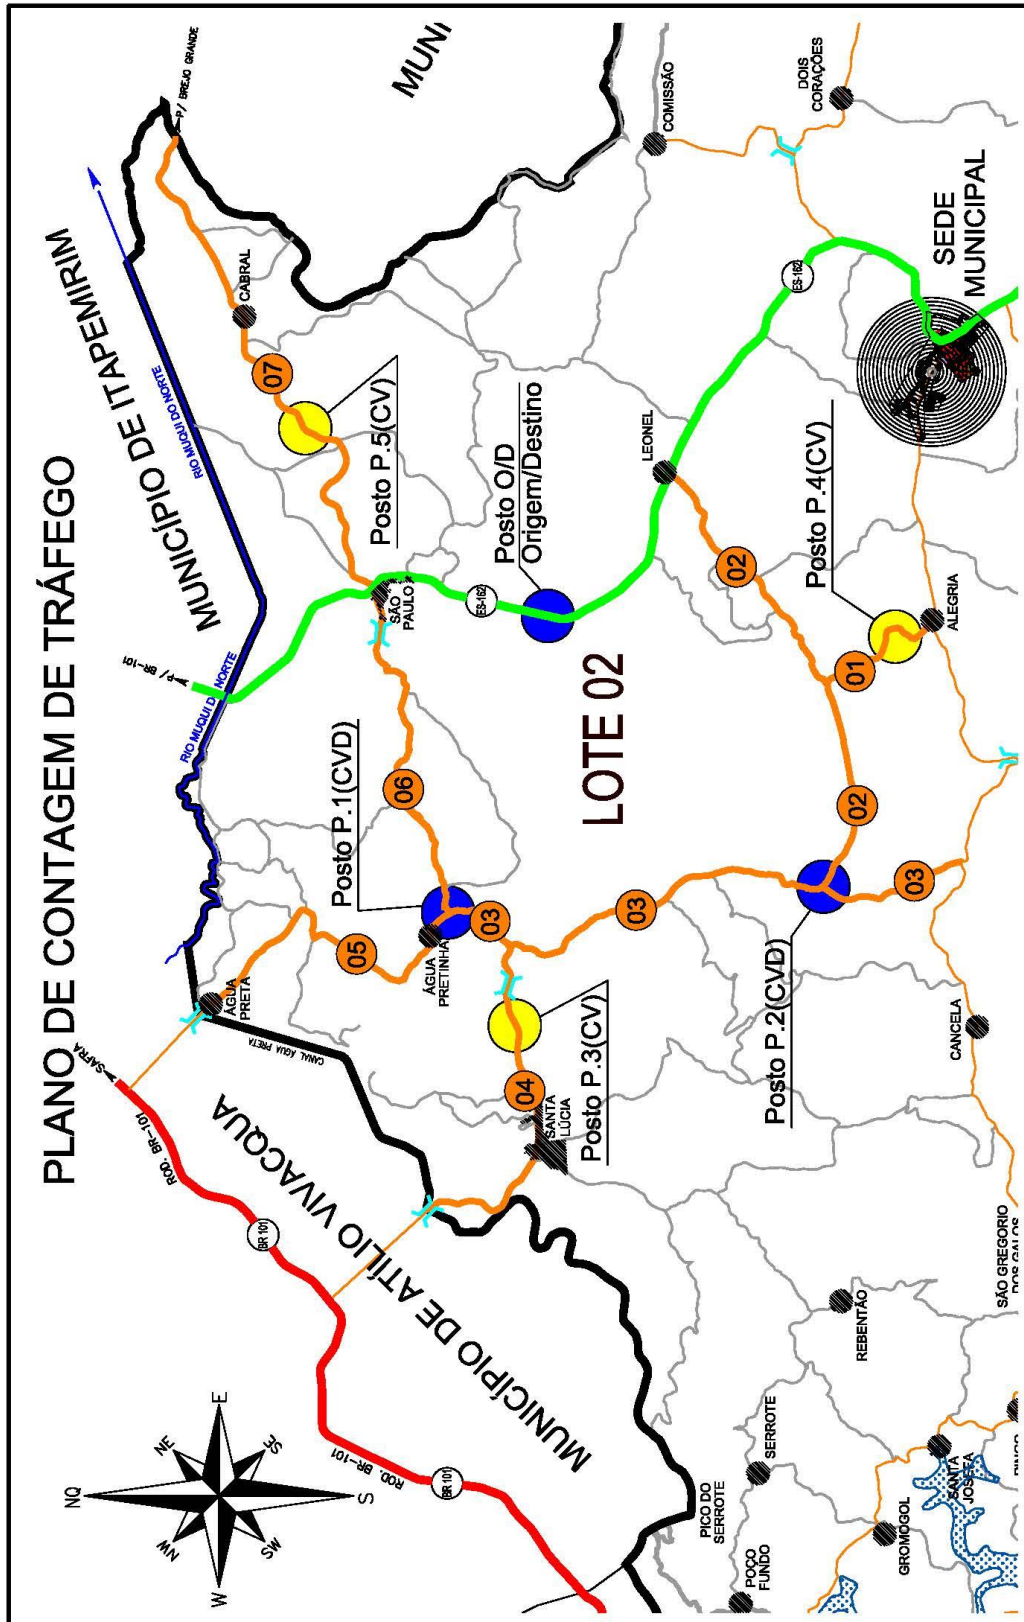 PLANO DE CONTAGEM DE TRÁFEGO
NQ
NE
E
SE
S
SW
W
NW
SAFRA
ROD. BR-101
BR 101
ROD. BR-101
BR 101
MUNICÍPIO DE ATÍLIO VIVACQUA
CANAL ÁGUA PRETA
ÁGUA
PRETA
05
ÁGUA
PRETINHA
Posto P.1(CVD)
03
06
RIO MUQUI DO NORTE
P/ BR-101
MUNICÍPIO DE ITAPEMIRIM
RIO MUQUI DO NORTE
P/ BREJO GRANDE
CABRAL
07
Posto P.5(CV)
SÃO
PAULO
ES-162
Posto O/D
Origem/Destino
MUNI
COMISSÃO
DOIS
CORAÇÕES
ES-162
LEONEL
SEDE
MUNICIPAL
02
Posto P.4(CV)
01
ALEGRIA
LOTE 02
02
03
03
Posto P.2(CVD)
04
SANTA
LÚCIA
Posto P.3(CV)
CANCELA
SÃO GREGORIO
DOS GALOS
REBENTÃO
PICO DO
SERROTE
SERROTE
POÇO
FUNDO
GROMOGOL
SANTA
JOSEFA